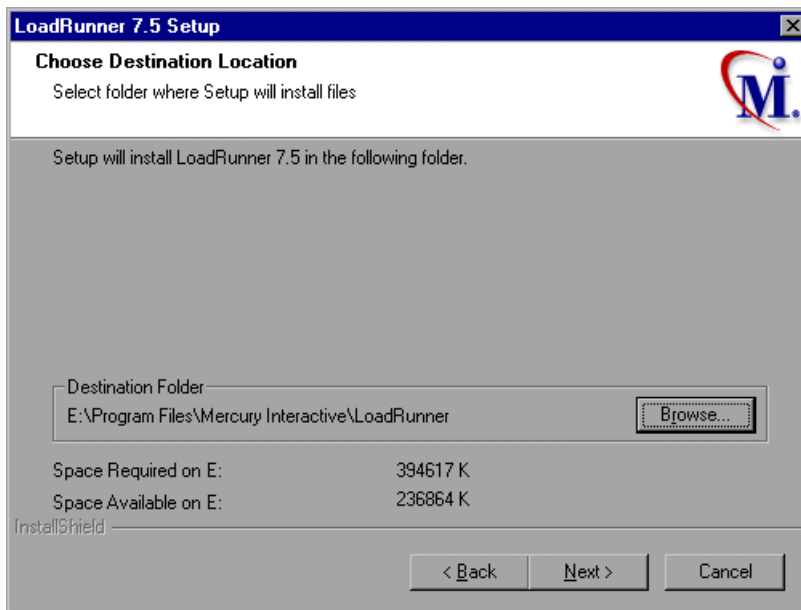 LoadRunner 7.5 Setup
Choose Destination Location
Select folder where Setup will install files
M.
Setup will install LoadRunner 7.5 in the following folder.
Destination Folder
E:\Program Files\Mercury Interactive\LoadRunner
Browse...
Space Required on E: 394617 K
Space Available on E: 236864 K
InstallShield
< Back Next > Cancel